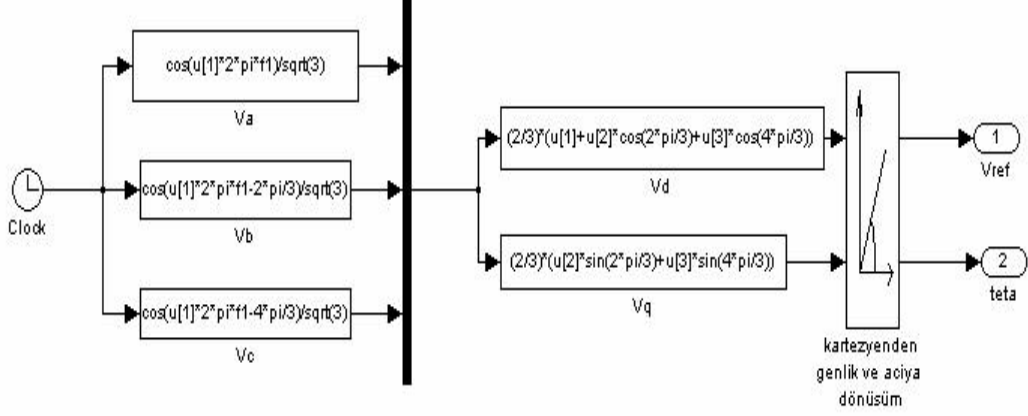 cos(u[1]*2*pi*f1)/sqrt(3)
Va
Clock
cos(u[1]*2*pi*f1-2*pi/3)/sqrt(3)
Vb
cos(u[1]*2*pi*f1-4*pi/3)/sqrt(3)
Vc
(2/3)*(u[1]+u[2]*cos(2*pi/3)+u[3]*cos(4*pi/3))
Vd
(2/3)*(u[2]*sin(2*pi/3)+u[3]*sin(4*pi/3))
Vq
kartezyenden
genlik ve aciya
dönüsüm
1
Vref
2
teta